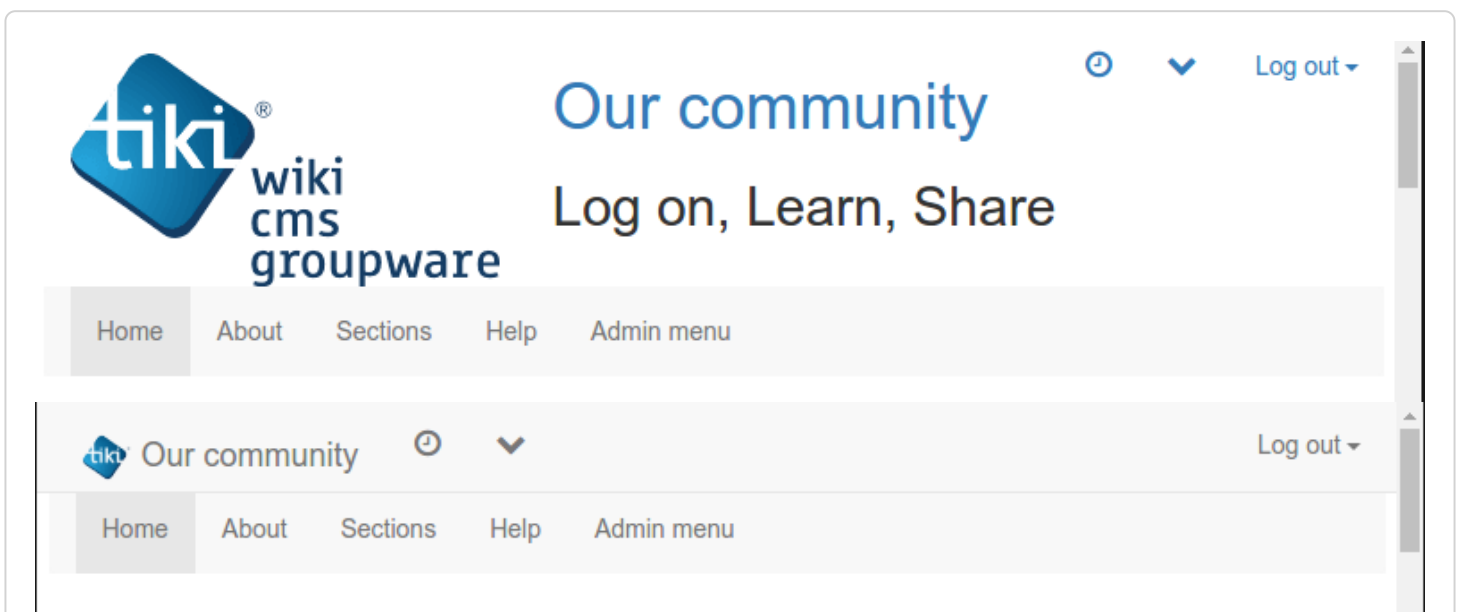 Log out
tiki®
Our community
wiki
cms
groupware
Log on, Learn, Share
Home About Sections Help Admin menu
tiki Our community Log out
Home About Sections Help Admin menu